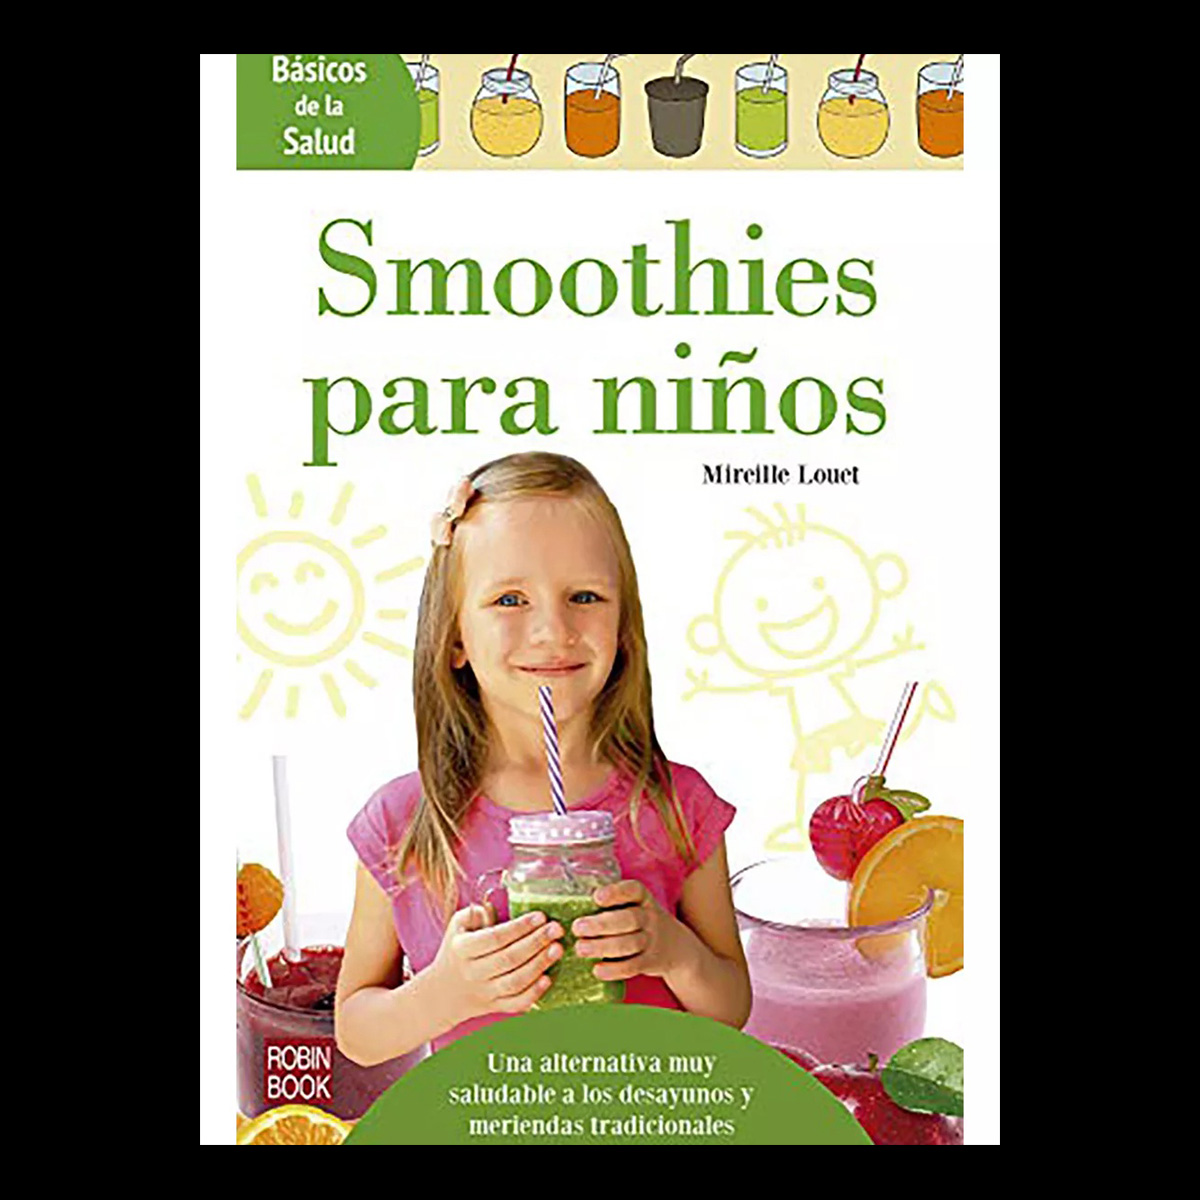 Básicos
de la
Salud
Smoothies
para niños
Mireille Louet
ROBIN
BOOK
Una alternativa muy
saludable a los desayunos y
meriendas tradicionales